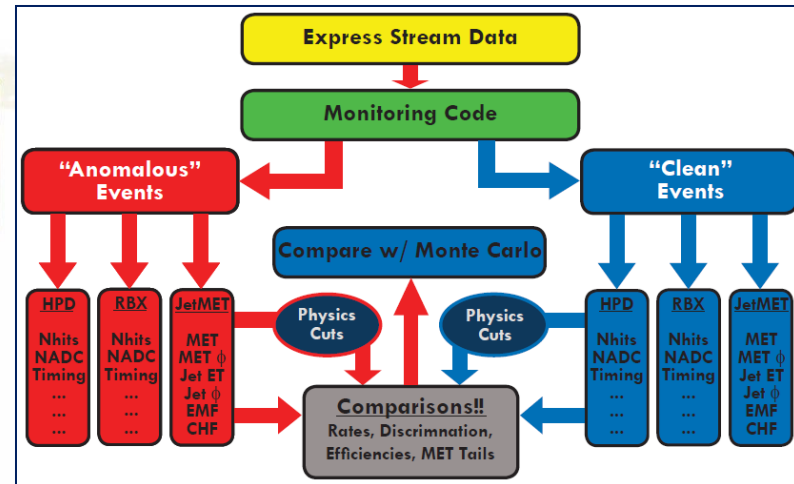 Express Stream Data
Monitoring Code
“Anomalous”
Events
“Clean”
Events
Compare w/ Monte Carlo
HPD
Nhits
NADC
Timing
...
...
...
RBX
Nhits
NADC
Timing
...
...
...
JetMET
MET
MET ϕ
Jet ET
Jet ϕ
EMF
CHF
Physics
Cuts
Physics
Cuts
Comparisons!!
Rates, Discrimnation,
Efficiencies, MET Tails
HPD
Nhits
NADC
Timing
...
...
...
RBX
Nhits
NADC
Timing
...
...
...
JetMET
MET
MET ϕ
Jet ET
Jet ϕ
EMF
CHF